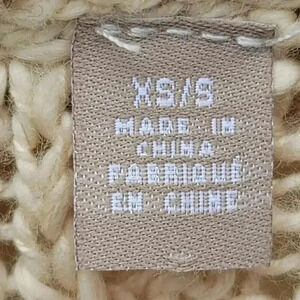 XS/S
MADE IN
CHINA
FABRIQUÉ
EN CHINE